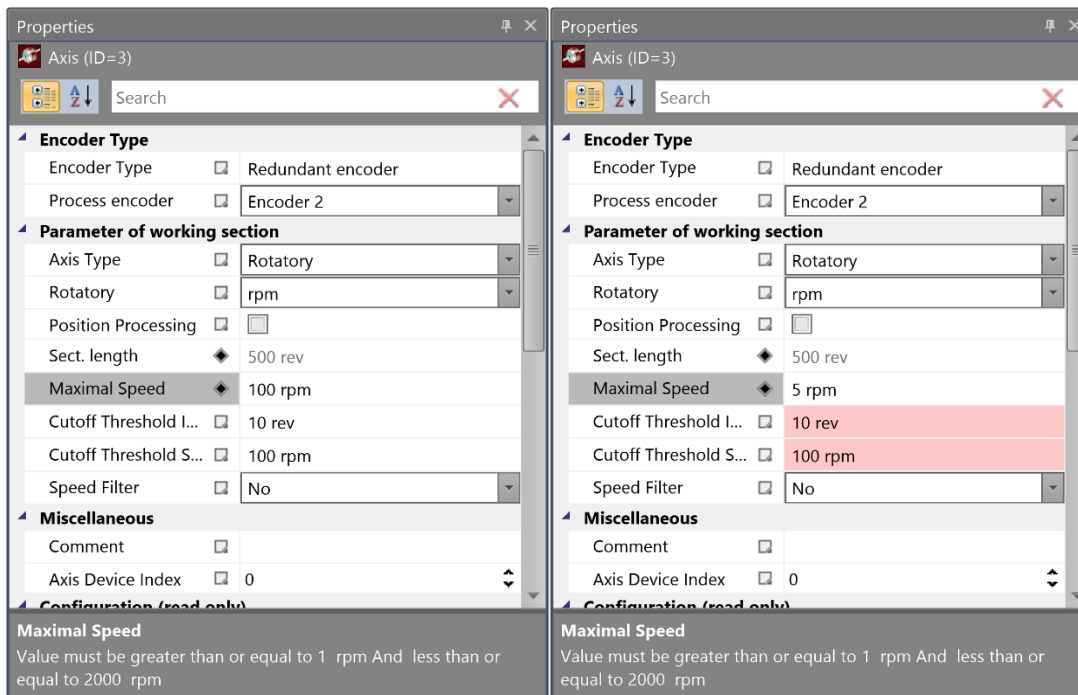 Properties
Axis (ID=3)
Search
Encoder Type
Encoder Type Redundant encoder
Process encoder Encoder 2
Parameter of working section
Axis Type Rotatory
Rotatory rpm
Position Processing
Sect. length 500 rev
Maximal Speed 100 rpm
Cutoff Threshold I... 10 rev
Cutoff Threshold S... 100 rpm
Speed Filter No
Miscellaneous
Comment
Axis Device Index 0
Configuration (read only)
Maximal Speed
Value must be greater than or equal to 1 rpm And less than or
equal to 2000 rpm
Properties
Axis (ID=3)
Search
Encoder Type
Encoder Type Redundant encoder
Process encoder Encoder 2
Parameter of working section
Axis Type Rotatory
Rotatory rpm
Position Processing
Sect. length 500 rev
Maximal Speed 5 rpm
Cutoff Threshold I... 10 rev
Cutoff Threshold S... 100 rpm
Speed Filter No
Miscellaneous
Comment
Axis Device Index 0
Configuration (read only)
Maximal Speed
Value must be greater than or equal to 1 rpm And less than or
equal to 2000 rpm